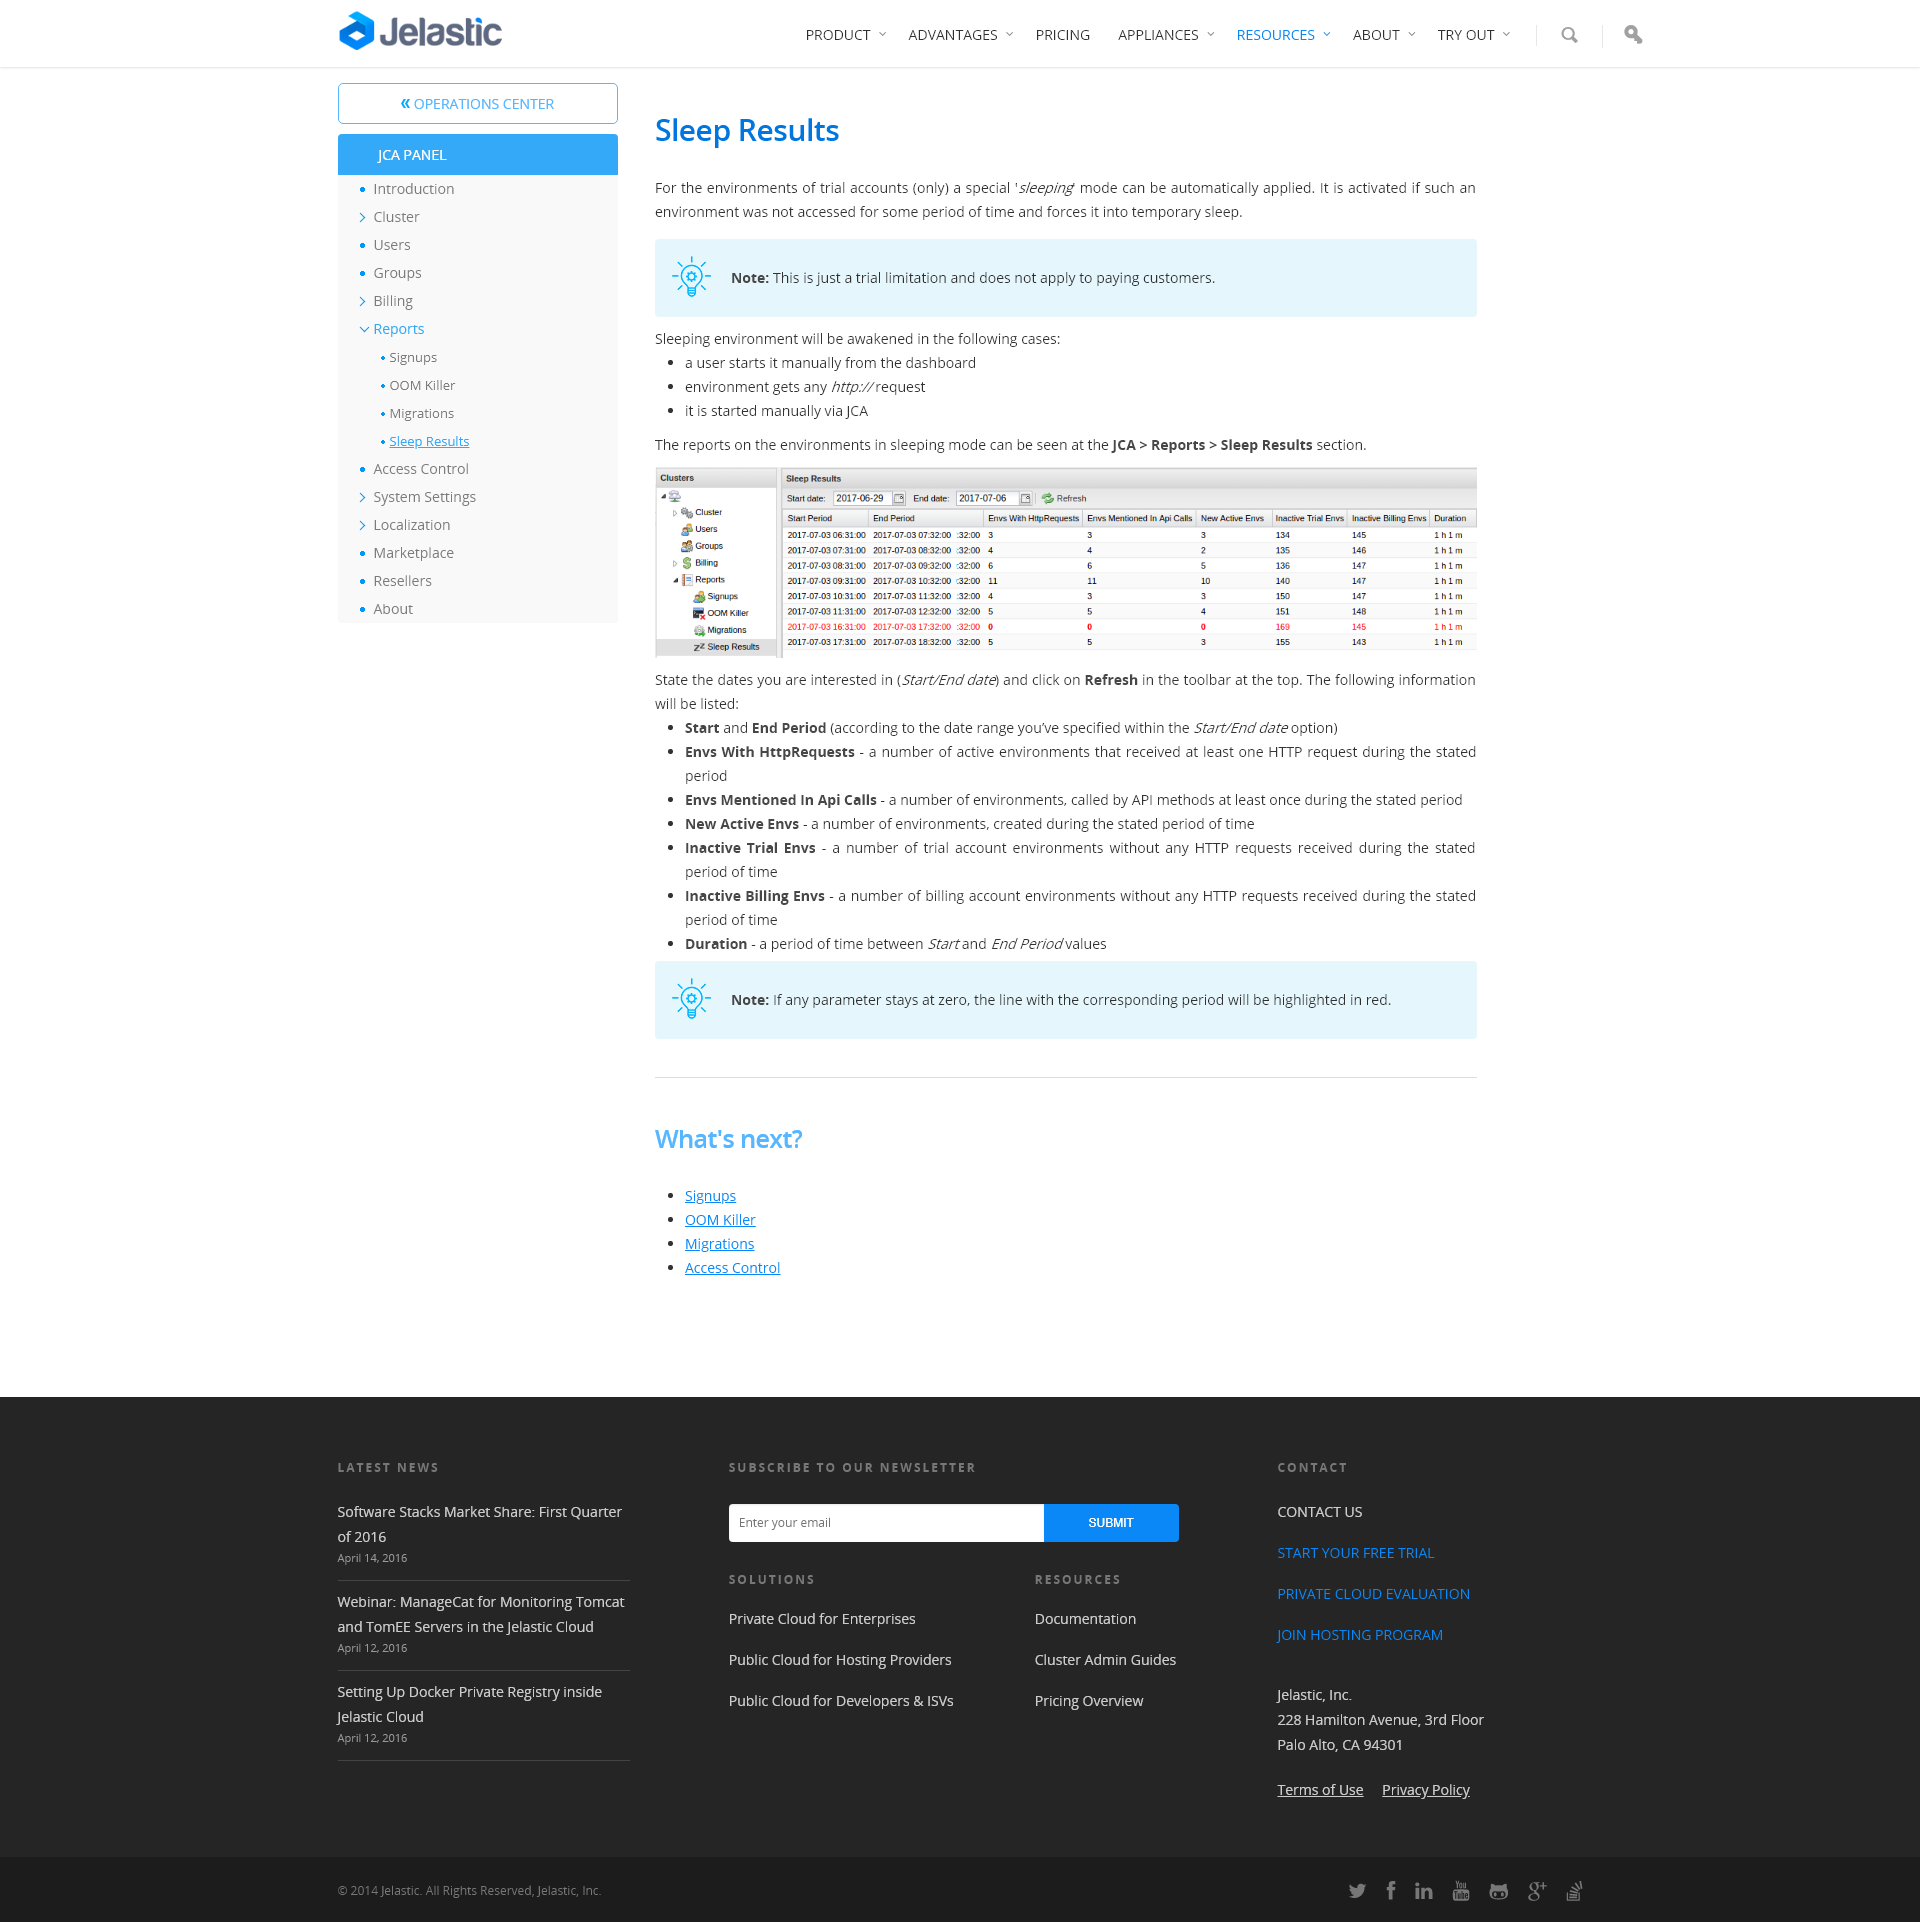 Jelastic
PRODUCT ADVANTAGES PRICING APPLIANCES RESOURCES ABOUT TRY OUT
« OPERATIONS CENTER
JCA PANEL
Introduction
Cluster
Users
Groups
Billing
Reports
Signups
OOM Killer
Migrations
Sleep Results
Access Control
System Settings
Localization
Marketplace
Resellers
About
Sleep Results
For the environments of trial accounts (only) a special 'sleeping' mode can be automatically applied. It is activated if such an
environment was not accessed for some period of time and forces it into temporary sleep.
Note: This is just a trial limitation and does not apply to paying customers.
Sleeping environment will be awakened in the following cases:
a user starts it manually from the dashboard
environment gets any http:// request
it is started manually via JCA
The reports on the environments in sleeping mode can be seen at the JCA > Reports > Sleep Results section.
Clusters
Cluster
Users
Groups
Billing
Reports
Signups
OOM Killer
Migrations
Sleep Results
Sleep Results
Start date: 2017-06-29 End date: 2017-07-06 Refresh
Start Period End Period Envs With HttpRequests Envs Mentioned In Api Calls New Active Envs Inactive Trial Envs Inactive Billing Envs Duration
2017-07-03 06:31:00 2017-07-03 07:32:00 :32:00 3 3 3 134 145 1 h 1 m
2017-07-03 07:31:00 2017-07-03 08:32:00 :32:00 4 4 2 135 146 1 h 1 m
2017-07-03 08:31:00 2017-07-03 09:32:00 :32:00 6 6 5 136 147 1 h 1 m
2017-07-03 09:31:00 2017-07-03 10:32:00 :32:00 11 11 10 140 147 1 h 1 m
2017-07-03 10:31:00 2017-07-03 11:32:00 :32:00 4 3 3 150 147 1 h 1 m
2017-07-03 11:31:00 2017-07-03 12:32:00 :32:00 5 5 4 151 148 1 h 1 m
2017-07-03 16:31:00 2017-07-03 17:32:00 :32:00 0 0 0 169 145 1 h 1 m
2017-07-03 17:31:00 2017-07-03 18:32:00 :32:00 5 5 3 155 143 1 h 1 m
State the dates you are interested in (Start/End date) and click on Refresh in the toolbar at the top. The following information
will be listed:
Start and End Period (according to the date range you've specified within the Start/End date option)
Envs With HttpRequests - a number of active environments that received at least one HTTP request during the stated
period
Envs Mentioned In Api Calls - a number of environments, called by API methods at least once during the stated period
New Active Envs - a number of environments, created during the stated period of time
Inactive Trial Envs - a number of trial account environments without any HTTP requests received during the stated
period of time
Inactive Billing Envs - a number of billing account environments without any HTTP requests received during the stated
period of time
Duration - a period of time between Start and End Period values
Note: If any parameter stays at zero, the line with the corresponding period will be highlighted in red.
What's next?
Signups
OOM Killer
Migrations
Access Control
LATEST NEWS
Software Stacks Market Share: First Quarter
of 2016
April 14, 2016
Webinar: ManageCat for Monitoring Tomcat
and TomEE Servers in the Jelastic Cloud
April 12, 2016
Setting Up Docker Private Registry inside
Jelastic Cloud
April 12, 2016
SUBSCRIBE TO OUR NEWSLETTER
Enter your email SUBMIT
SOLUTIONS
Private Cloud for Enterprises
Public Cloud for Hosting Providers
Public Cloud for Developers & ISVs
RESOURCES
Documentation
Cluster Admin Guides
Pricing Overview
CONTACT
CONTACT US
START YOUR FREE TRIAL
PRIVATE CLOUD EVALUATION
JOIN HOSTING PROGRAM
Jelastic, Inc.
228 Hamilton Avenue, 3rd Floor
Palo Alto, CA 94301
Terms of Use Privacy Policy
© 2014 Jelastic. All Rights Reserved, Jelastic, Inc.